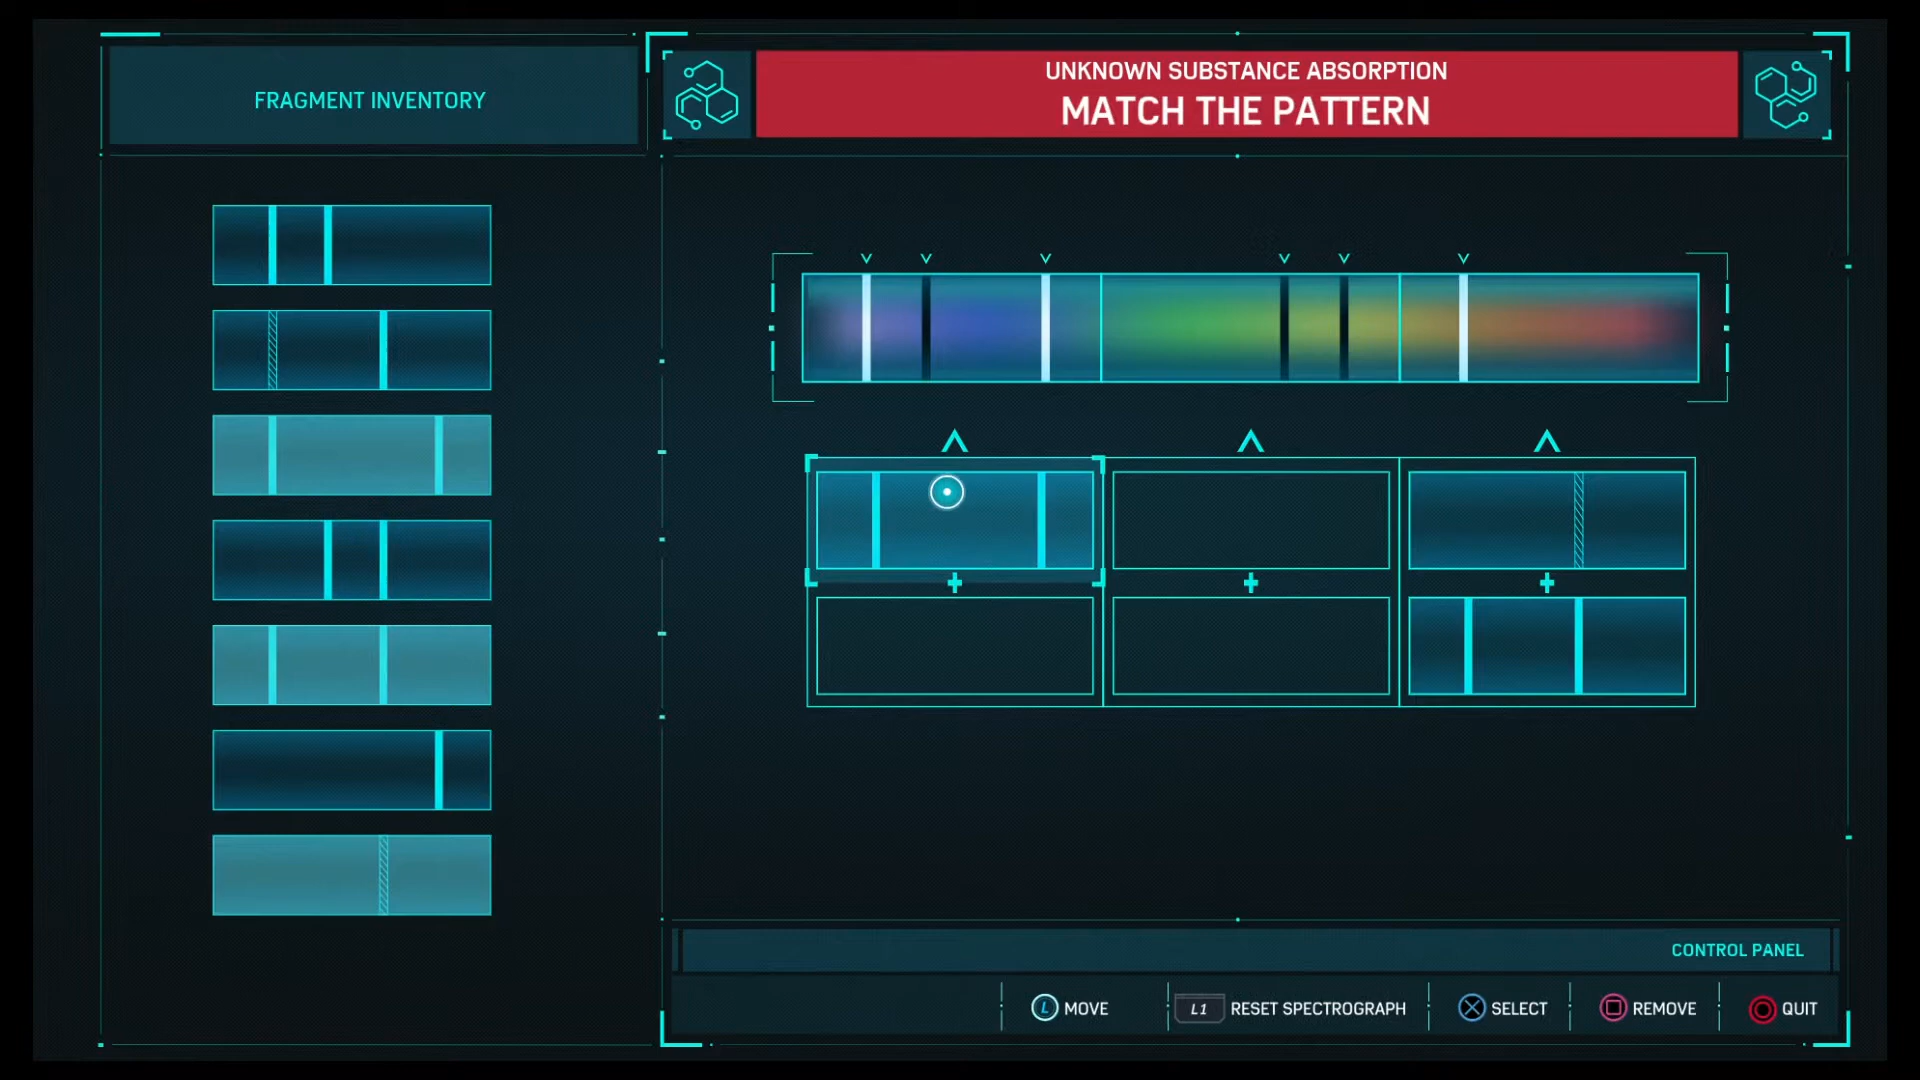 FRAGMENT INVENTORY
UNKNOWN SUBSTANCE ABSORPTION
MATCH THE PATTERN
CONTROL PANEL
L MOVE
L1 RESET SPECTROGRAPH
SELECT
REMOVE
QUIT